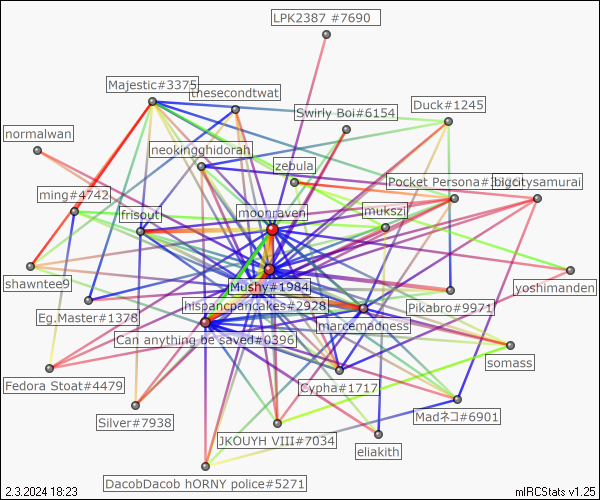 LPK2387 #7690
Majestic#3375
thesecondtwat
Swirly Boi#6154
Duck#1245
normalwan
neokingghidorah
zebula
Pocket Persona
bigcitysamurai
ming#4742
frisout
moonraven
mukszi
shawntee9
Mushy#1984
yoshimanden
hispancpancakes#2928
Pikabro#9971
Eg.Master#1378
marcemadness
Can anything be saved#0396
somass
Fedora Stoat#4479
Cypha#1717
Silver#7938
Madネコ#6901
JKOUYH VIII#7034
eliakith
DacobDacob hORNY police#5271
2.3.2024 18:23
mIRCStats v1.25